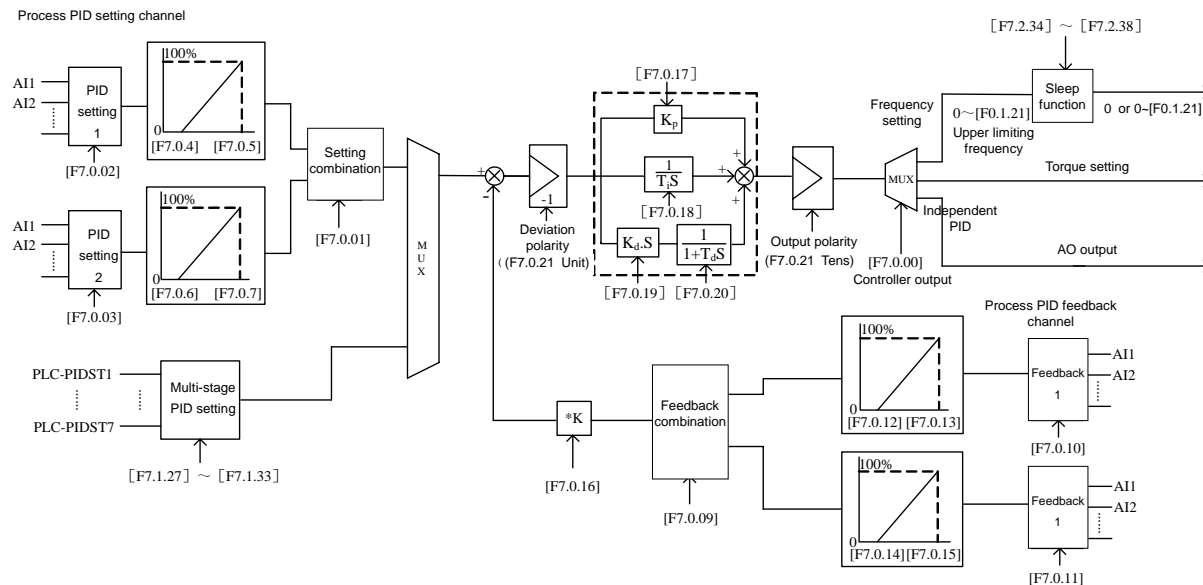 Process PID setting channel
AI1
AI2
PID
setting
1
[F7.0.02]
100%
0
[F7.0.4]
[F7.0.5]
AI1
AI2
PID
setting
2
[F7.0.03]
100%
0
[F7.0.6]
[F7.0.7]
Setting
combination
[F7.0.01]
PLC-PIDST1
PLC-PIDST7
Multi-stage
PID setting
[F7.1.27] ～ [F7.1.33]
MUX
+
-
-1
Deviation
polarity
((F7.0.21 Unit)
[F7.0.17]
Kp
1
TiS
[F7.0.18]
Kd.S
1
1+TdS
[F7.0.19]
[F7.0.20]
+
+
+
Output polarity
(F7.0.21 Tens)
MUX
[F7.0.00]
Controller output
Frequency
setting
0～[F0.1.21]
Upper limiting
frequency
[F7.2.34] ～ [F7.2.38]
Sleep
function
0 or 0~[F0.1.21]
Torque setting
Independent
PID
AO output
Process PID feedback
channel
AI1
AI2
Feedback
1
[F7.0.10]
100%
0
[F7.0.12]
[F7.0.13]
AI1
AI2
Feedback
1
[F7.0.11]
100%
0
[F7.0.14]
[F7.0.15]
Feedback
combination
[F7.0.09]
*K
[F7.0.16]